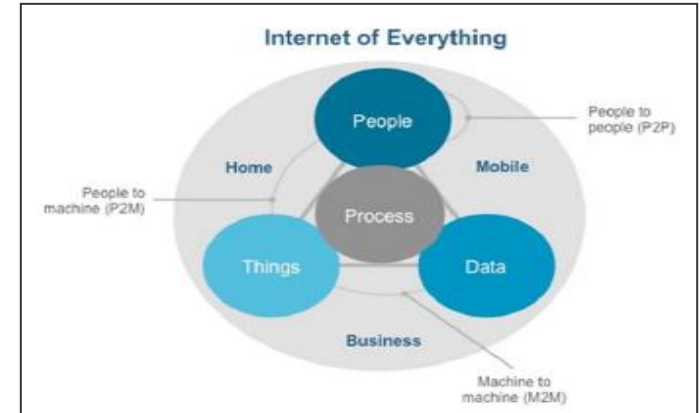 Internet of Everything
People
People to
people (P2P)
Home
Mobile
People to
machine (P2M)
Process
Things
Data
Business
Machine to
machine (M2M)